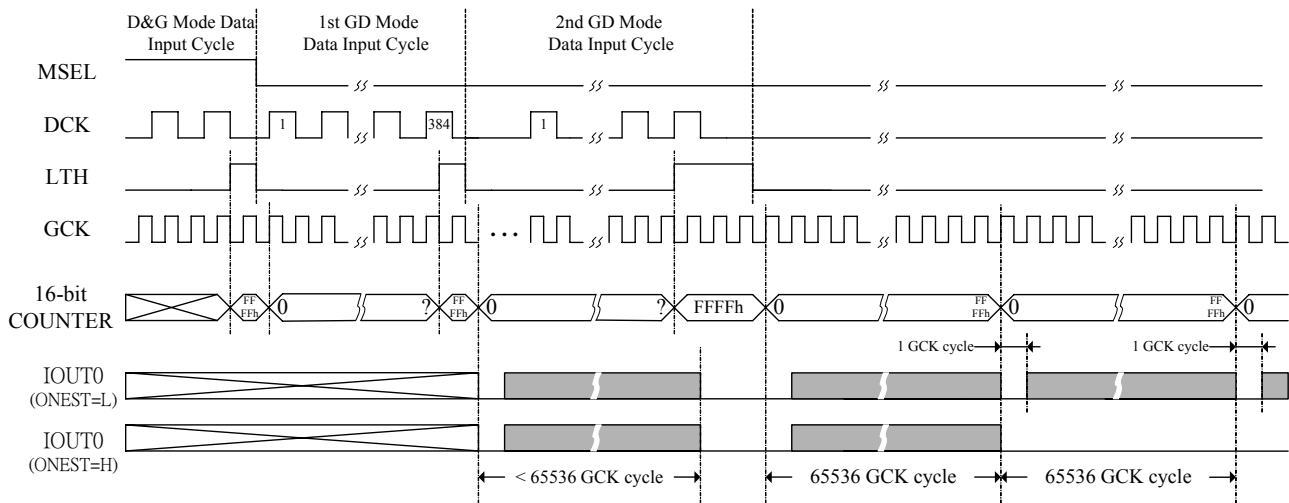 D&G Mode Data
Input Cycle
1st GD Mode
Data Input Cycle
2nd GD Mode
Data Input Cycle
MSEL
DCK
1
384
1
LTH
GCK
...
16-bit
COUNTER
FF
FFh
0
?
FF
FFh
0
?
FFFFh
0
FF
FFh
0
FF
FFh
0
1 GCK cycle
1 GCK cycle
IOUT0
(ONEST=L)
IOUT0
(ONEST=H)
< 65536 GCK cycle
65536 GCK cycle
65536 GCK cycle